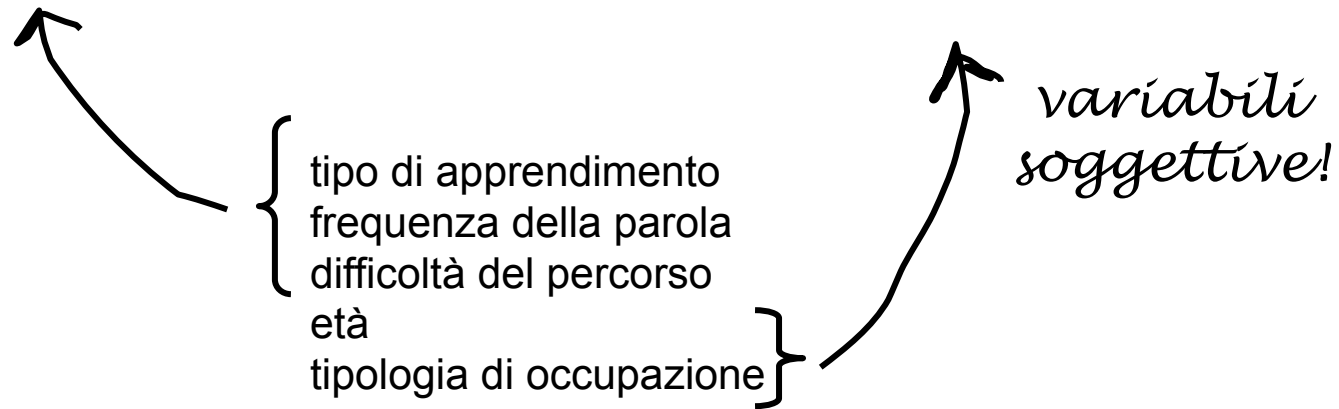 variabili
soggettive!
tipo di apprendimento
frequenza della parola
difficoltà del percorso
età
tipologia di occupazione